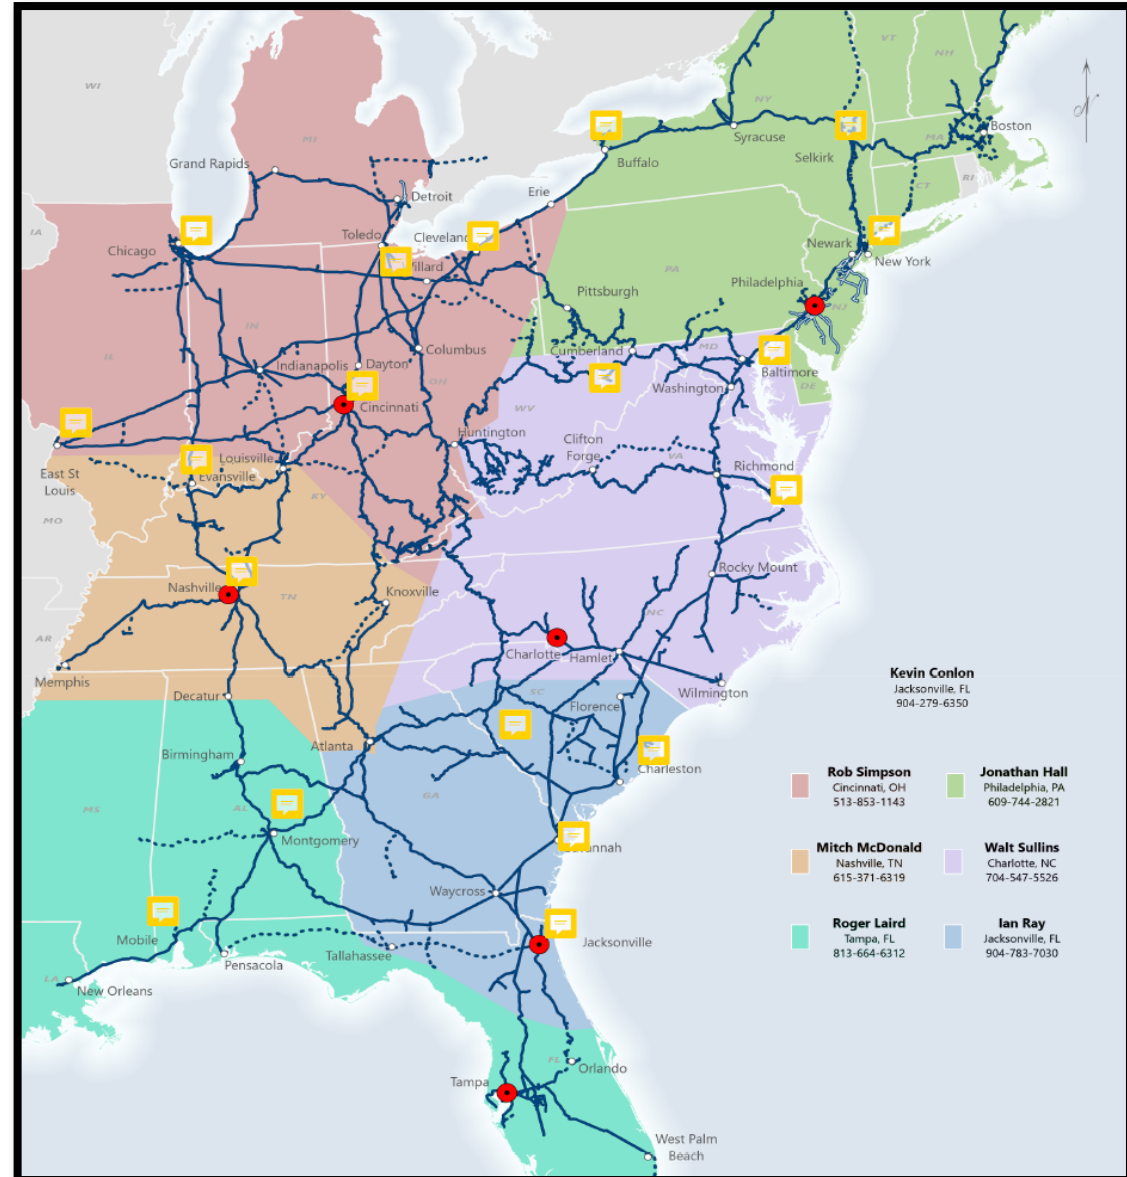 VT
NH
WI
NY
MI
Syracuse
MA
Boston
Grand Rapids
Buffalo
Selkirk
CT
RI
Detroit
Erie
IA
Toledo
Cleveland
Chicago
Newark
New York
illard
PA
Philadelphia
Pittsburgh
NJ
IN
Columbus
Cumberland
MD
IL
Indianapolis
Dayton
Baltimore
OH
Washington
DE
Cincinnati
WV
Huntington
Clifton
Forge
VA
Richmond
East St
Louis
Louisville
Evansville
KY
MO
Rocky Mount
Nashville
TN
Knoxville
NC
AR
Charlotte
Hamlet
Memphis
Decatur
SC
Wilmington
Florence
Kevin Conlon
Jacksonville, FL
904-279-6350
Atlanta
Birmingham
Charleston
Rob Simpson
Cincinnati, OH
513-853-1143
Jonathan Hall
Philadelphia, PA
609-744-2821
MS
AL
GA
Montgomery
vannah
Mitch McDonald
Nashville, TN
615-371-6319
Walt Sullins
Charlotte, NC
704-547-5526
Waycross
Mobile
Jacksonville
Tallahassee
Pensacola
Roger Laird
Tampa, FL
813-664-6312
Ian Ray
Jacksonville, FL
904-783-7030
LA
New Orleans
FL
Orlando
Tampa
West Palm
Beach